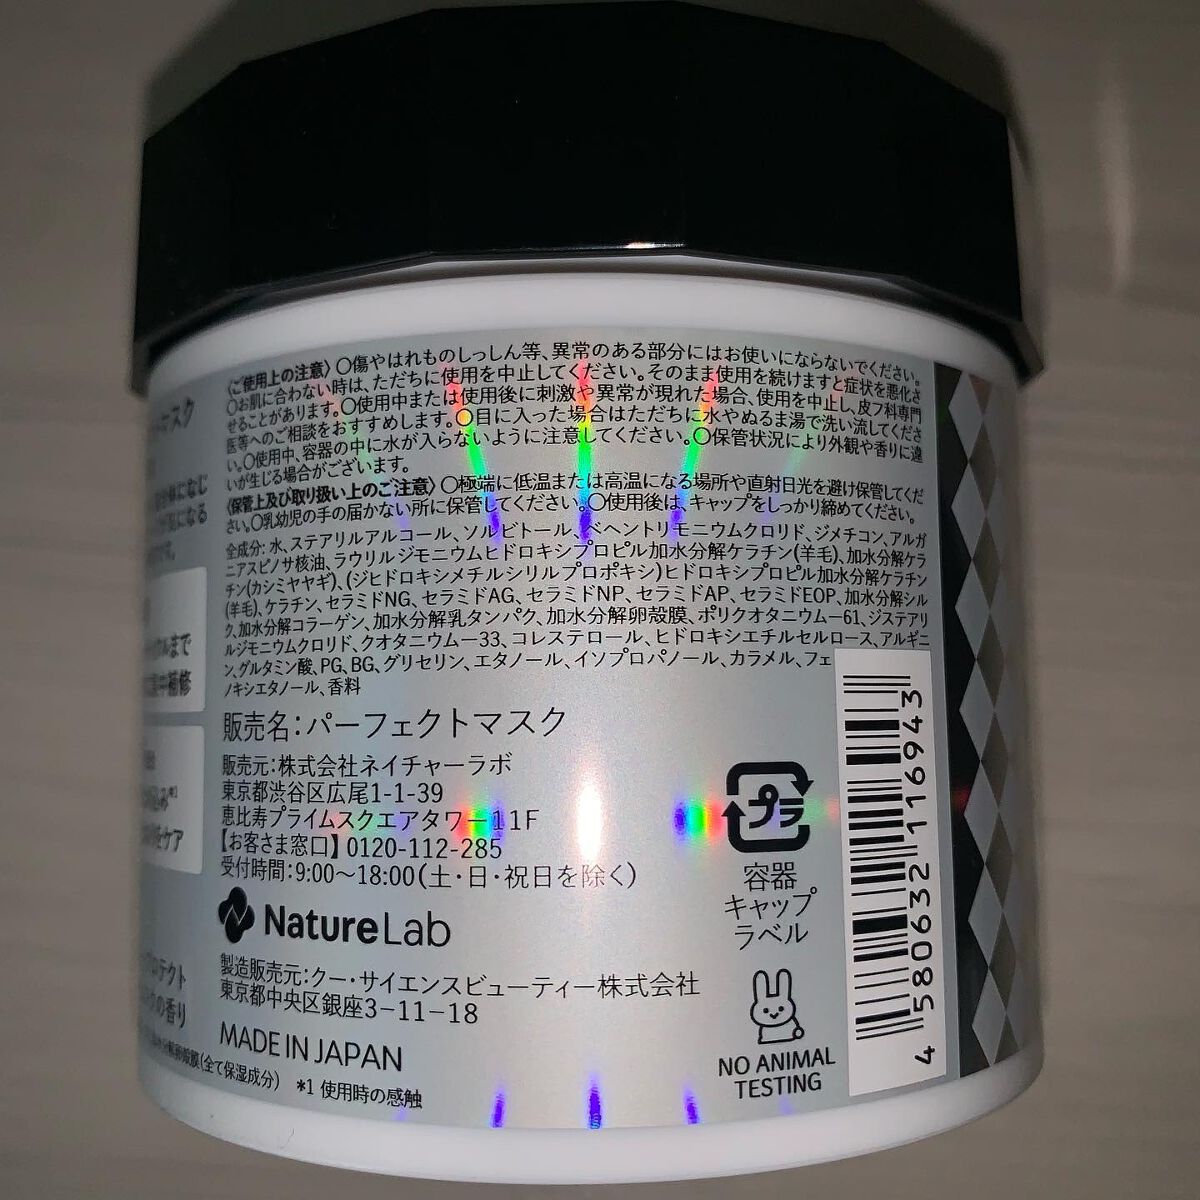 〈ご使用上の注意〉〇傷やはれものしっしん等、異常のある部分にはお使いにならないでください。
〇お肌に合わない時は、ただちに使用を中止してください。そのまま使用を続けますと症状を悪化さ
せることがあります。〇使用中または使用後に刺激や異常が現れた場合、使用を中止し、皮フ科専門
医等へのご相談をおすすめします。〇目に入った場合はただちに水やぬるま湯で洗い流してくださ
い。〇使用中、容器の中に水が入らないように注意してください。〇保管状況により外観や香りに違
いが生じる場合がございます。
〈保管上及び取り扱い上のご注意〉〇極端に低温または高温になる場所や直射日光を避け保管してくだ
さい。〇乳幼児の手の届かない所に保管してください。〇使用後は、キャップをしっかり締めてください。
全成分:水、ステアリルアルコール、ソルビトール、ベヘントリモニウムクロリド、ジメチコン、アルガ
ニアスピノサ核油、ラウリルジモニウムヒドロキシプロピル加水分解ケラチン(羊毛)、加水分解ケラ
チン(カシミヤヤギ)、(ジヒドロキシメチルシリルプロポキシ)ヒドロキシプロピル加水分解ケラチン
(羊毛)、ケラチン、セラミドNG、セラミドAG、セラミドNP、セラミドAP、セラミドEOP、加水分解シル
ク、加水分解コラーゲン、加水分解乳タンパク、加水分解卵殻膜、ポリクオタニウムー61、ジステアリ
ルジモニウムクロリド、クオタニウムー33、コレステロール、ヒドロキシエチルセルロース、アルギニ
ン、グルタミン酸、PG、BG、グリセリン、エタノール、イソプロパノール、カラメル、フェ
ノキシエタノール、香料
販売名:パーフェクトマスク
販売元:株式会社ネイチャーラボ
東京都渋谷区広尾1-1-39
恵比寿プライムスクエアタワー11F
【お客さま窓口】0120-112-285
受付時間:9:00～18:00(土・日・祝日を除く)
NatureLab
製造販売元:クー・サイエンスビューティー株式会社
東京都中央区銀座3-11-18
MADE IN JAPAN
(全て保湿成分) *1 使用時の感触
プラ
容器
キャップ
ラベル
NO ANIMAL
TESTING
4 580632 116943
マスク
になじ
になる
です。
まで
中補修
ケア
プロテクト
の香り